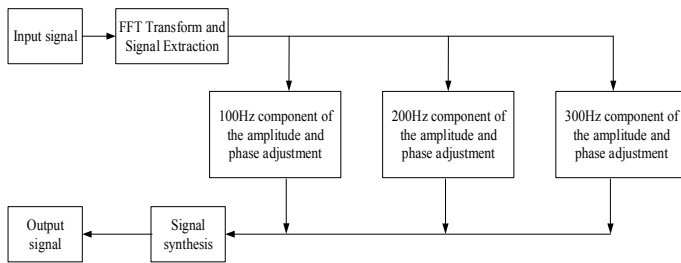 Input signal
FFT Transform and
Signal Extraction
100Hz component of
the amplitude and
phase adjustment
200Hz component of
the amplitude and
phase adjustment
300Hz component of
the amplitude and
phase adjustment
Output
signal
Signal
synthesis